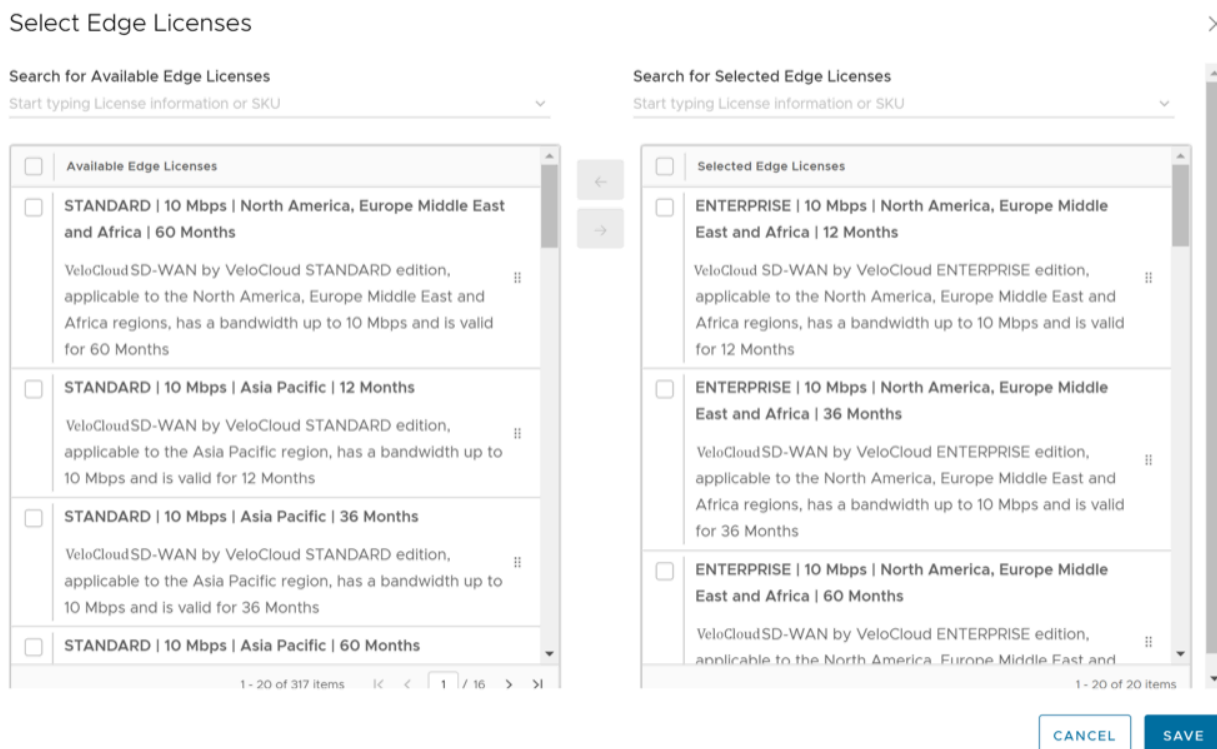 Select Edge Licenses
Search for Available Edge Licenses
Start typing License information or SKU
Available Edge Licenses
STANDARD | 10 Mbps | North America, Europe Middle East
and Africa | 60 Months
VeloCloud SD-WAN by VeloCloud STANDARD edition,
applicable to the North America, Europe Middle East and
Africa regions, has a bandwidth up to 10 Mbps and is valid
for 60 Months
STANDARD | 10 Mbps | Asia Pacific | 12 Months
VeloCloud SD-WAN by VeloCloud STANDARD edition,
applicable to the Asia Pacific region, has a bandwidth up to
10 Mbps and is valid for 12 Months
STANDARD | 10 Mbps | Asia Pacific | 36 Months
VeloCloud SD-WAN by VeloCloud STANDARD edition,
applicable to the Asia Pacific region, has a bandwidth up to
10 Mbps and is valid for 36 Months
STANDARD | 10 Mbps | Asia Pacific | 60 Months
1 - 20 of 317 items |< < 1 / 16 > >|
Search for Selected Edge Licenses
Start typing License information or SKU
Selected Edge Licenses
ENTERPRISE | 10 Mbps | North America, Europe Middle
East and Africa | 12 Months
VeloCloud SD-WAN by VeloCloud ENTERPRISE edition,
applicable to the North America, Europe Middle East and
Africa regions, has a bandwidth up to 10 Mbps and is valid
for 12 Months
ENTERPRISE | 10 Mbps | North America, Europe Middle
East and Africa | 36 Months
VeloCloud SD-WAN by VeloCloud ENTERPRISE edition,
applicable to the North America, Europe Middle East and
Africa regions, has a bandwidth up to 10 Mbps and is valid
for 36 Months
ENTERPRISE | 10 Mbps | North America, Europe Middle
East and Africa | 60 Months
VeloCloud SD-WAN by VeloCloud ENTERPRISE edition,
applicable to the North America, Europe Middle East and
1 - 20 of 20 items
CANCEL
SAVE